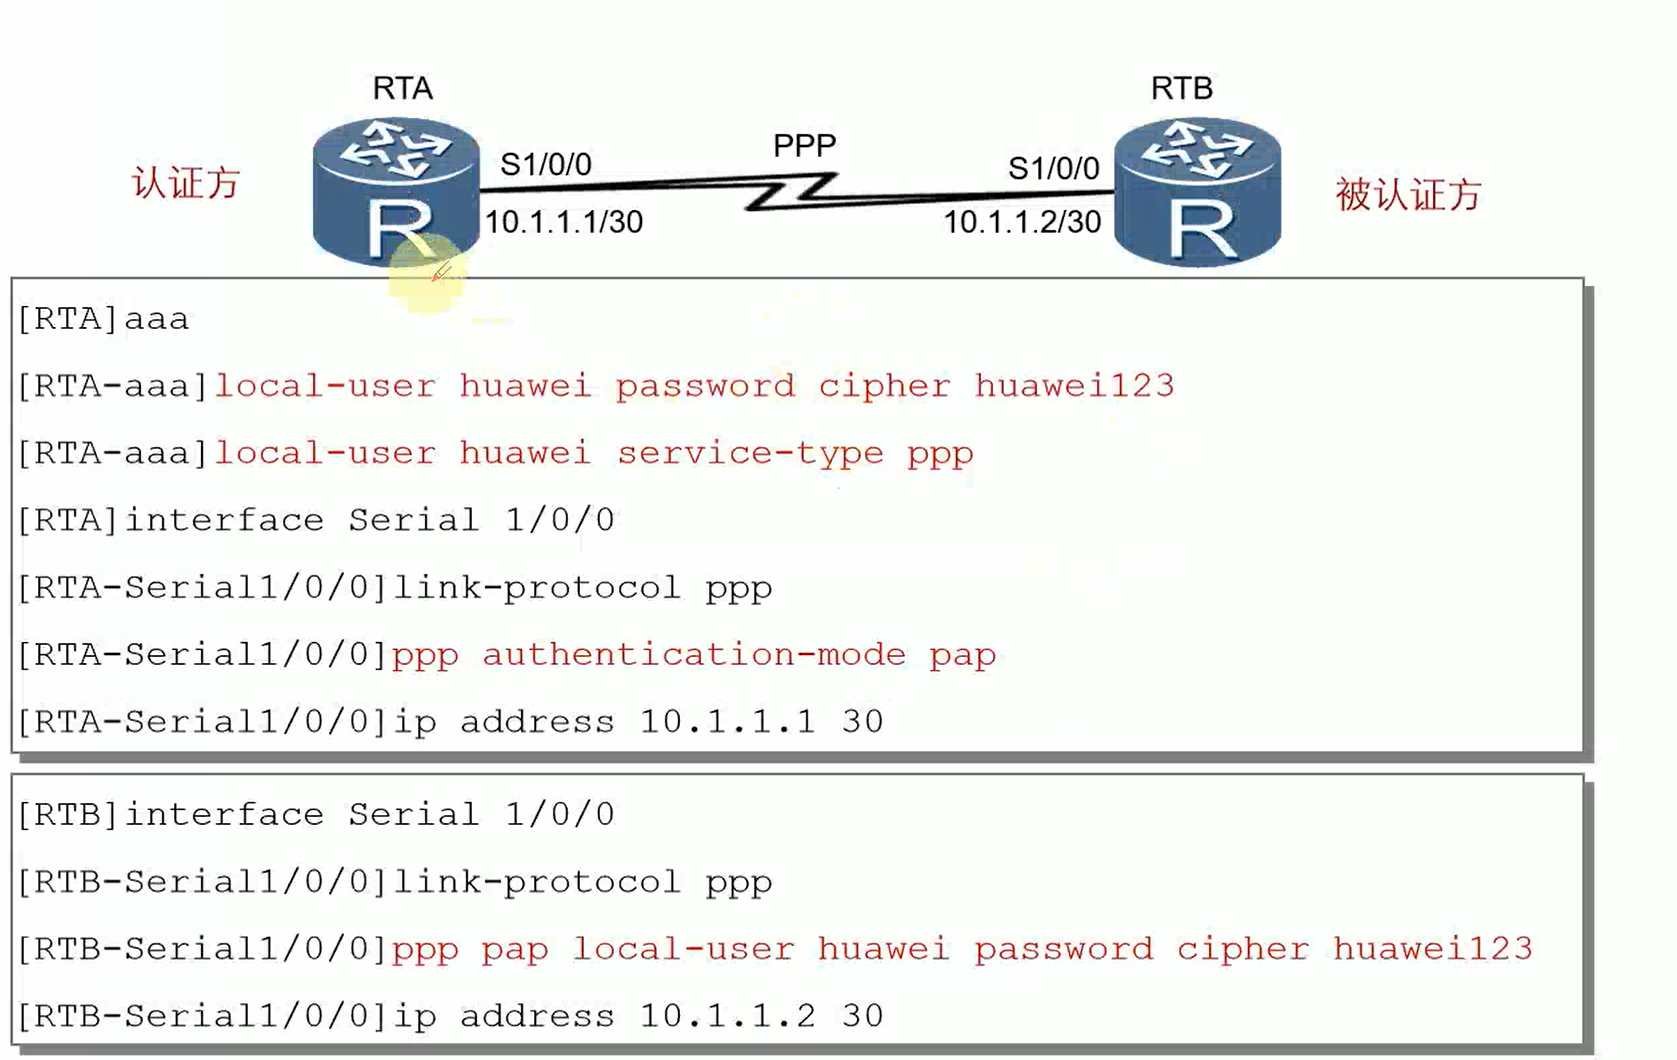 RTA
RTB
PPP
S1/0/0
S1/0/0
认证方
被认证方
R
R
10.1.1.1/30
10.1.1.2/30
[RTA]aaa
[RTA-aaa]local-user huawei password cipher huawei123
[RTA-aaa]local-user huawei service-type ppp
[RTA]interface Serial 1/0/0
[RTA-Serial1/0/0]link-protocol ppp
[RTA-Serial1/0/0]ppp authentication-mode pap
[RTA-Serial1/0/0]ip address 10.1.1.1 30
[RTB]interface Serial 1/0/0
[RTB-Serial1/0/0]link-protocol ppp
[RTB-Serial1/0/0]ppp pap local-user huawei password cipher huawei123
[RTB-Serial1/0/0]ip address 10.1.1.2 30